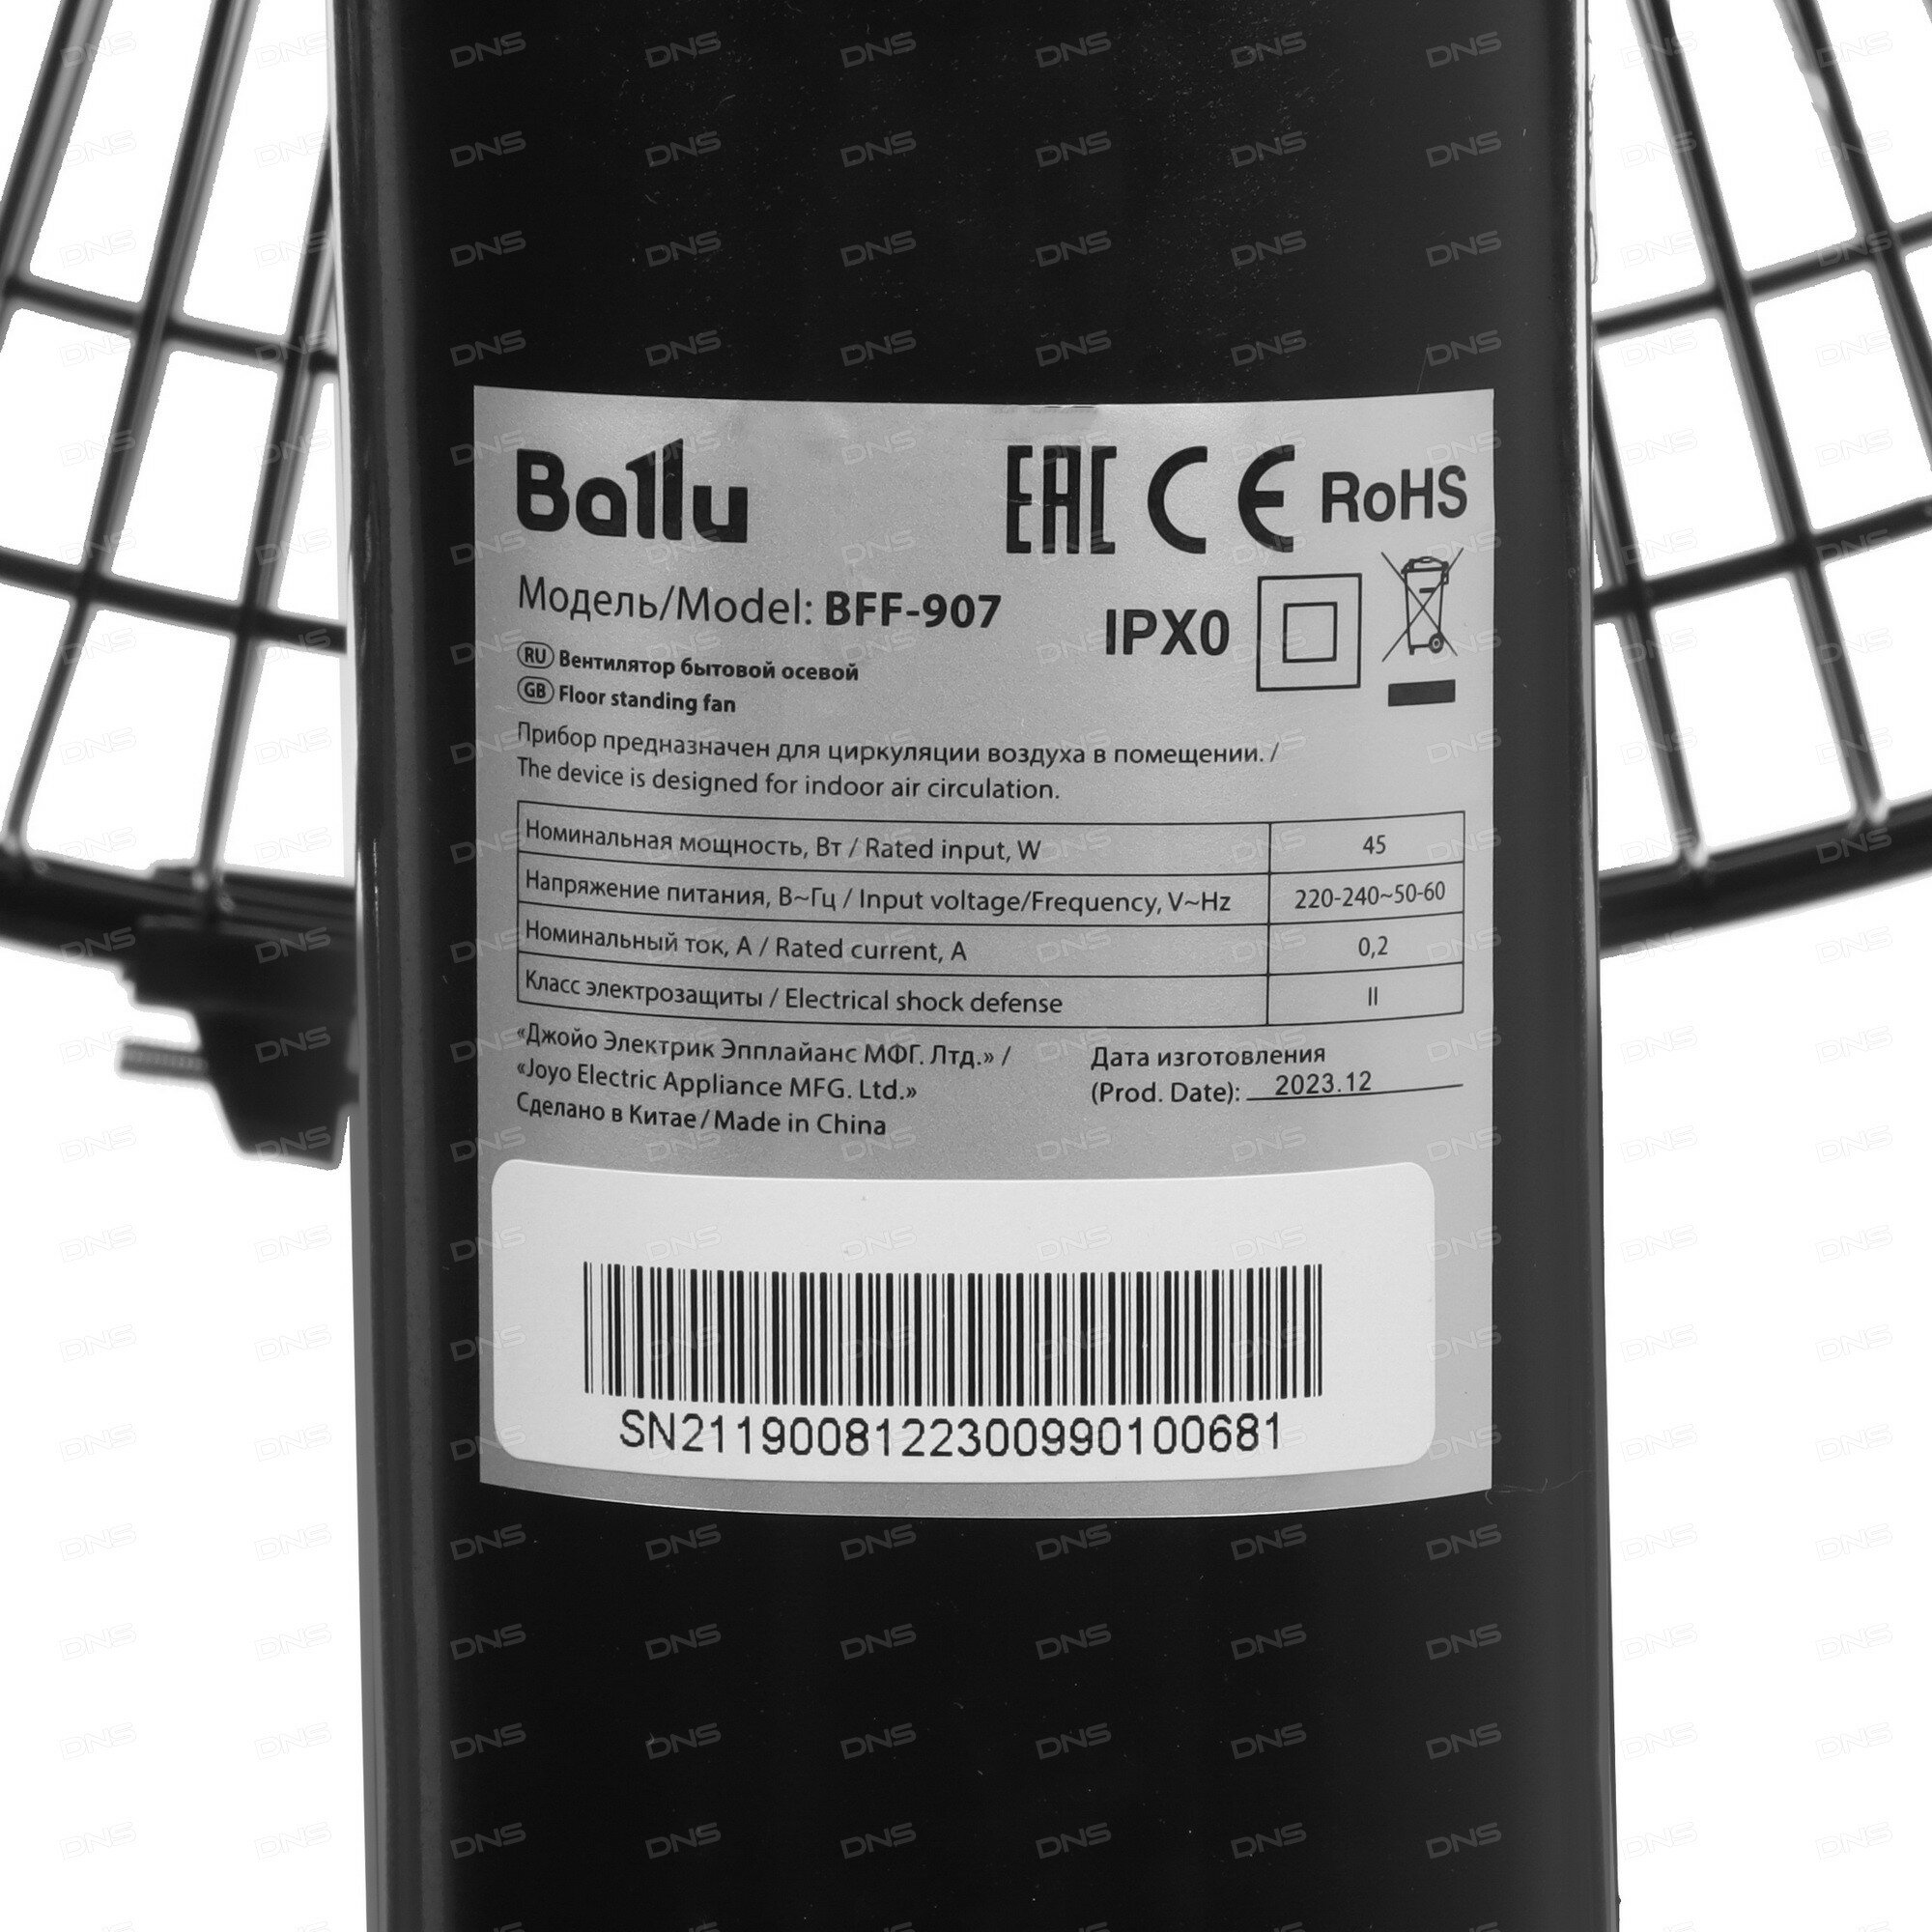 Ballu
EAC CE RoHS
Модель/Model: BFF-907
IPX0
RU Вентилятор бытовой осевой
GB Floor standing fan
Прибор предназначен для циркуляции воздуха в помещении. /
The device is designed for indoor air circulation.
Номинальная мощность, Вт / Rated input, W 45
Напряжение питания, В~Гц / Input voltage/Frequency, V~Hz 220-240~50-60
Номинальный ток, А / Rated current, A 0,2
Класс электрозащиты / Electrical shock defense II
«Джойо Электрик Эпплайанс МФГ. Лтд.» /
«Joyo Electric Appliance MFG. Ltd.»
Сделано в Китае / Made in China
Дата изготовления
(Prod. Date): 2023.12
SN2119008122300990100681
DNS